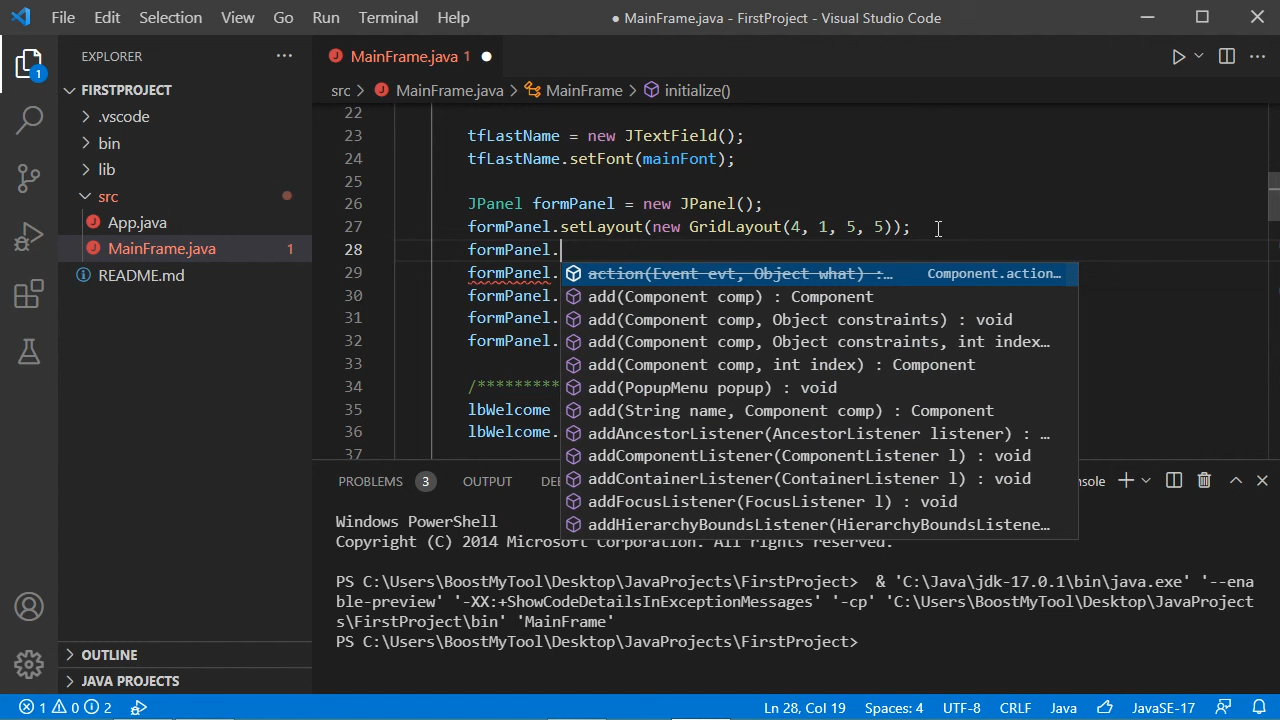 File Edit Selection View Go Run Terminal Help ● MainFrame.java - FirstProject - Visual Studio Code
EXPLORER
FIRSTPROJECT
.vscode
bin
lib
src
App.java
MainFrame.java 1
README.md
OUTLINE
JAVA PROJECTS
1
MainFrame.java 1
src > MainFrame.java > MainFrame > initialize()
22
23 tfLastName = new JTextField();
24 tfLastName.setFont(mainFont);
25
26 JPanel formPanel = new JPanel();
27 formPanel.setLayout(new GridLayout(4, 1, 5, 5));
28 formPanel.
29 formPanel.
30 formPanel.
31 formPanel.
32 formPanel.
33
34 /*********
35 lbWelcome
36 lbWelcome.
37
action(Event evt, Object what) :… Component.action…
add(Component comp) : Component
add(Component comp, Object constraints) : void
add(Component comp, Object constraints, int index…
add(Component comp, int index) : Component
add(PopupMenu popup) : void
add(String name, Component comp) : Component
addAncestorListener(AncestorListener listener) : …
addComponentListener(ComponentListener l) : void
addContainerListener(ContainerListener l) : void
addFocusListener(FocusListener l) : void
addHierarchyBoundsListener(HierarchyBoundsListene…
PROBLEMS 3 OUTPUT DE
Windows PowerShell
Copyright (C) 2014 Microsoft Corporation. All rights reserved.
PS C:\Users\BoostMyTool\Desktop\JavaProjects\FirstProject> & 'C:\Java\jdk-17.0.1\bin\java.exe' '--ena
ble-preview' '-XX:+ShowCodeDetailsInExceptionMessages' '-cp' 'C:\Users\BoostMyTool\Desktop\JavaProject
s\FirstProject\bin' 'MainFrame'
PS C:\Users\BoostMyTool\Desktop\JavaProjects\FirstProject>
1 0 2 Ln 28, Col 19 Spaces: 4 UTF-8 CRLF Java JavaSE-17